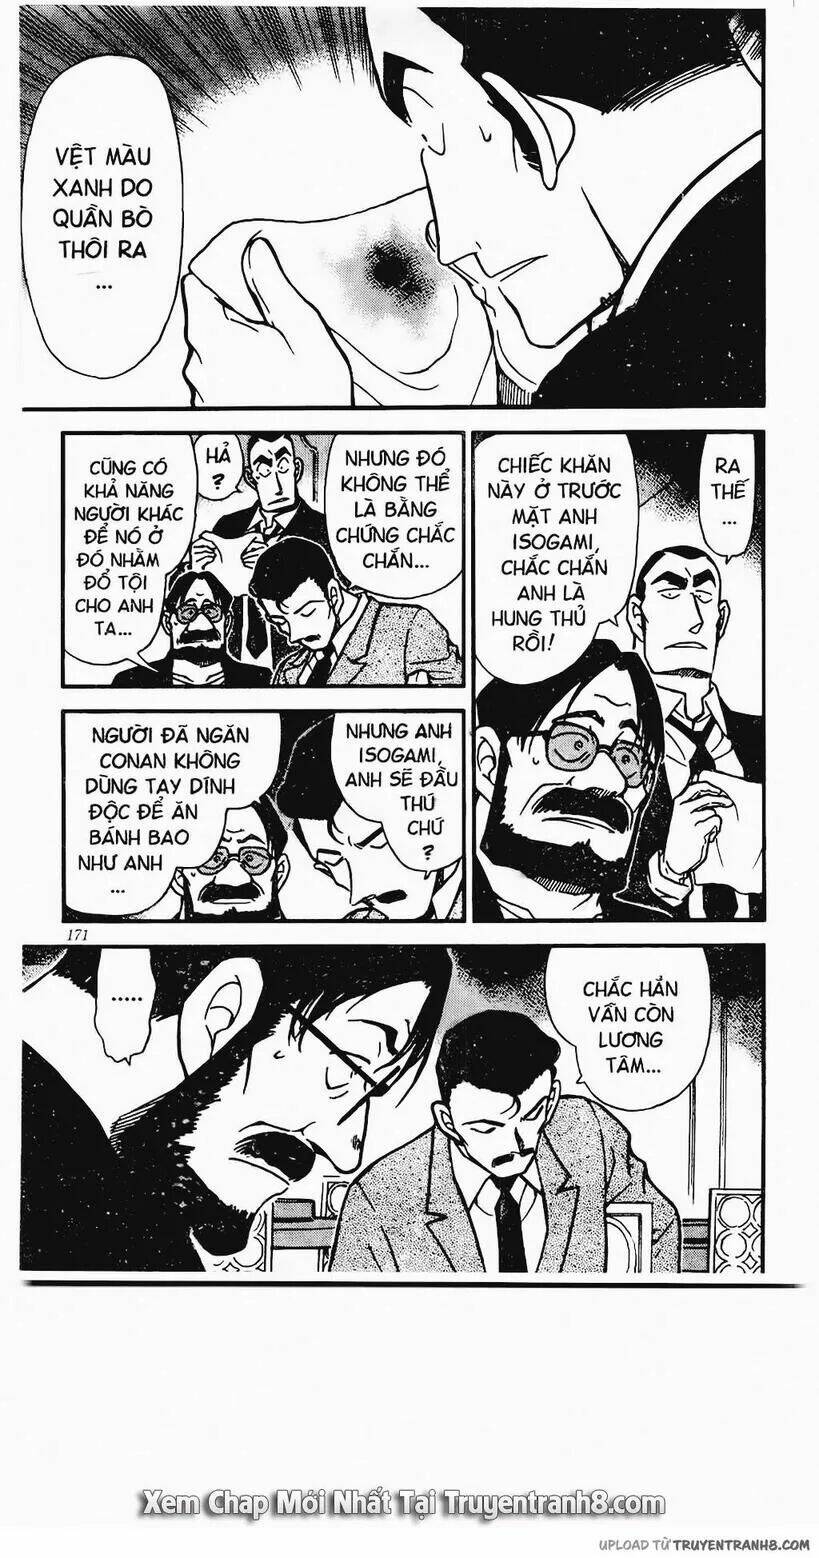 VỆT MÀU
XANH DO
QUẦN BÒ
THÔI RA
...
RA
THẾ
...
CHIẾC KHĂN
NÀY Ở TRƯỚC
MẶT ANH
ISOGAMI,
CHẮC CHẮN
ANH LÀ
HUNG THỦ
RỒI!
NHƯNG ĐÓ
KHÔNG THỂ
LÀ BẰNG
CHỨNG CHẮC
CHẮN...
HẢ
?
CŨNG CÓ
KHẢ NĂNG
NGƯỜI KHÁC
ĐỂ NÓ Ở
ĐÓ NHẰM
ĐỔ TỘI
CHO ANH
TA...
NHƯNG ANH
ISOGAMI,
ANH SẼ ĐẦU
THÚ
CHỨ
?
NGƯỜI ĐÃ NGĂN
CONAN KHÔNG
DÙNG TAY DÍNH
ĐỘC ĐỂ ĂN
BÁNH BAO
NHƯ ANH
...
171
CHẮC HẲN
VẪN CÒN
LƯƠNG
TÂM...
......
Xem Chap Mới Nhất Tại Truyentranh8.com
UPLOAD TỪ TRUYENTRANH8.COM